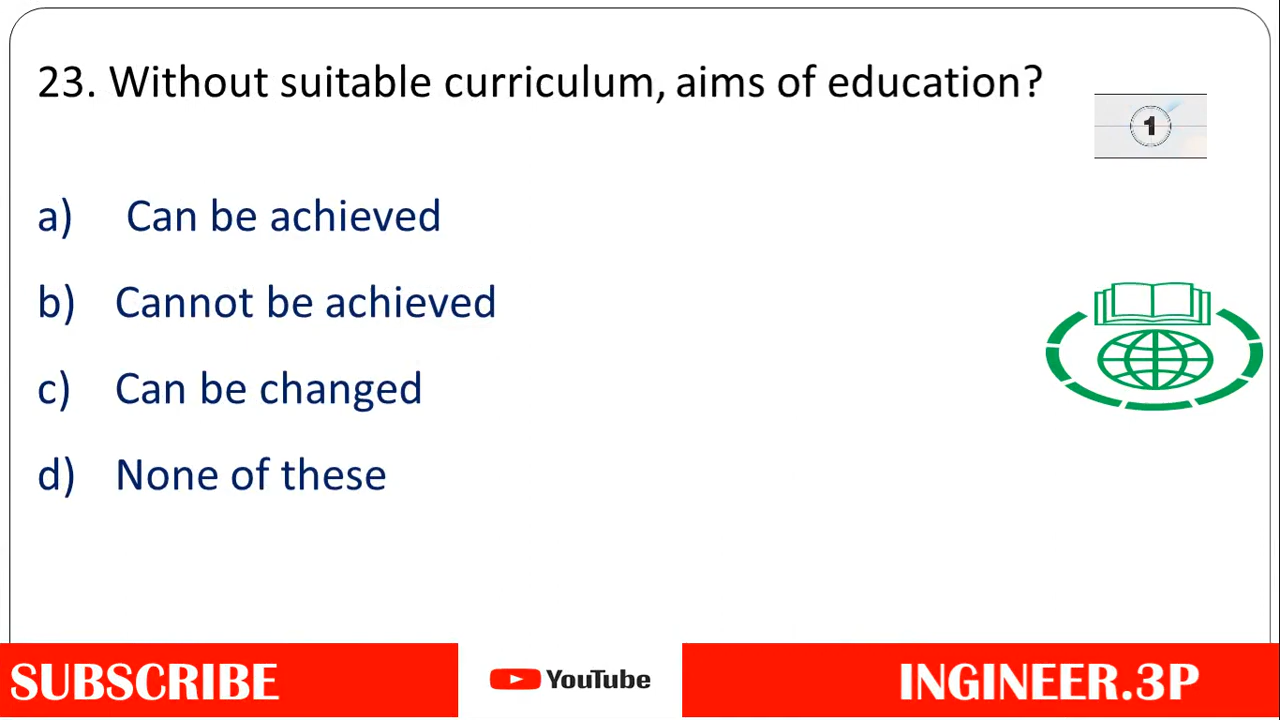 23. Without suitable curriculum, aims of education?
1
a) Can be achieved
b) Cannot be achieved
c) Can be changed
d) None of these
SUBSCRIBE YouTube INGINEER.3P